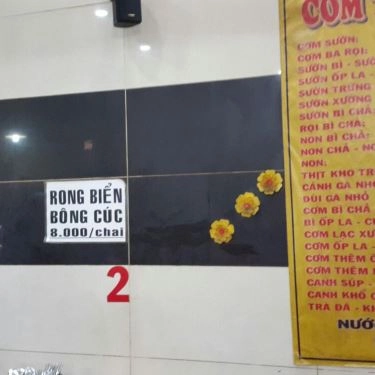 RONG BIỂN
BÔNG CÚC
8.000/chai
2
CƠM
CƠM SƯỜN:
CƠM BA RỌI:
SƯỜN BÌ - SƯỜ
SƯỜN ỐP LA -
SƯỜN TRỨNG
SƯỜN XƯƠNG
SƯỜN BÌ CHẢ
RỌI BÌ CHẢ:
NON BÌ CHẢ:
NON CHẢ - NO
NON:
THỊT KHO TR
CÁNH GÀ NH
ĐÙI GÀ NHỎ
CƠM BÌ CHẢ
BÌ ỐP LA - C
CƠM LẠC XƯ
CƠM ỐP LA -
CƠM THÊM
CƠM THÊM
CANH SÚP -
CANH KHỔ
TRÀ ĐÁ - KH
NƯỚ